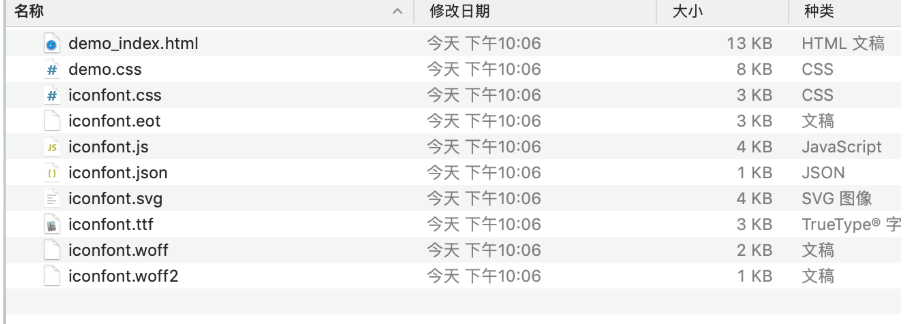 名称 修改日期 大小 种类
demo_index.html 今天 下午10:06 13 KB HTML 文稿
demo.css 今天 下午10:06 8 KB CSS
iconfont.css 今天 下午10:06 3 KB CSS
iconfont.eot 今天 下午10:06 3 KB 文稿
JS iconfont.js 今天 下午10:06 4 KB JavaScript
iconfont.json 今天 下午10:06 1 KB JSON
iconfont.svg 今天 下午10:06 4 KB SVG 图像
iconfont.ttf 今天 下午10:06 3 KB TrueType® 字
iconfont.woff 今天 下午10:06 2 KB 文稿
iconfont.woff2 今天 下午10:06 1 KB 文稿